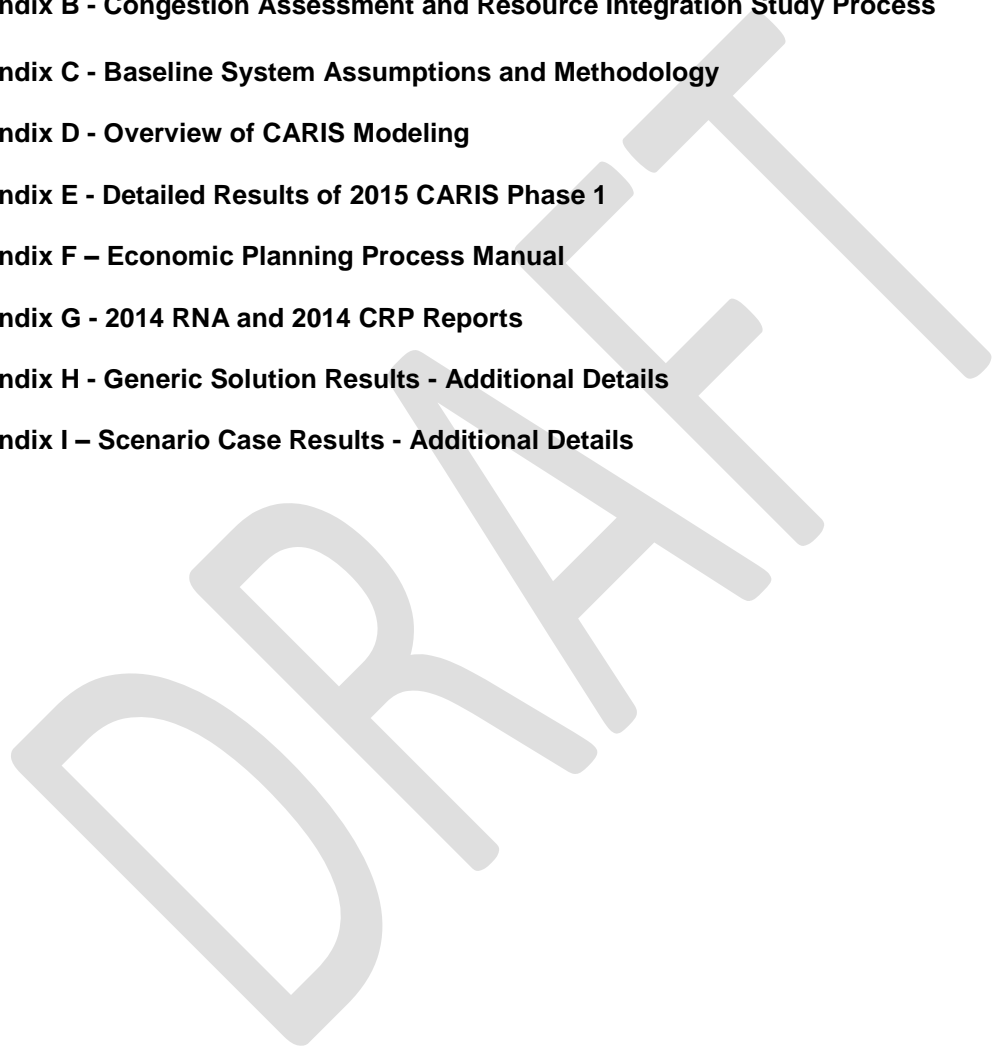 ndix B - Congestion Assessment and Resource Integration Study Process
ndix C - Baseline System Assumptions and Methodology
ndix D - Overview of CARIS Modeling
ndix E - Detailed Results of 2015 CARIS Phase 1
ndix F – Economic Planning Process Manual
ndix G - 2014 RNA and 2014 CRP Reports
ndix H - Generic Solution Results - Additional Details
ndix I – Scenario Case Results - Additional Details
DRAFT